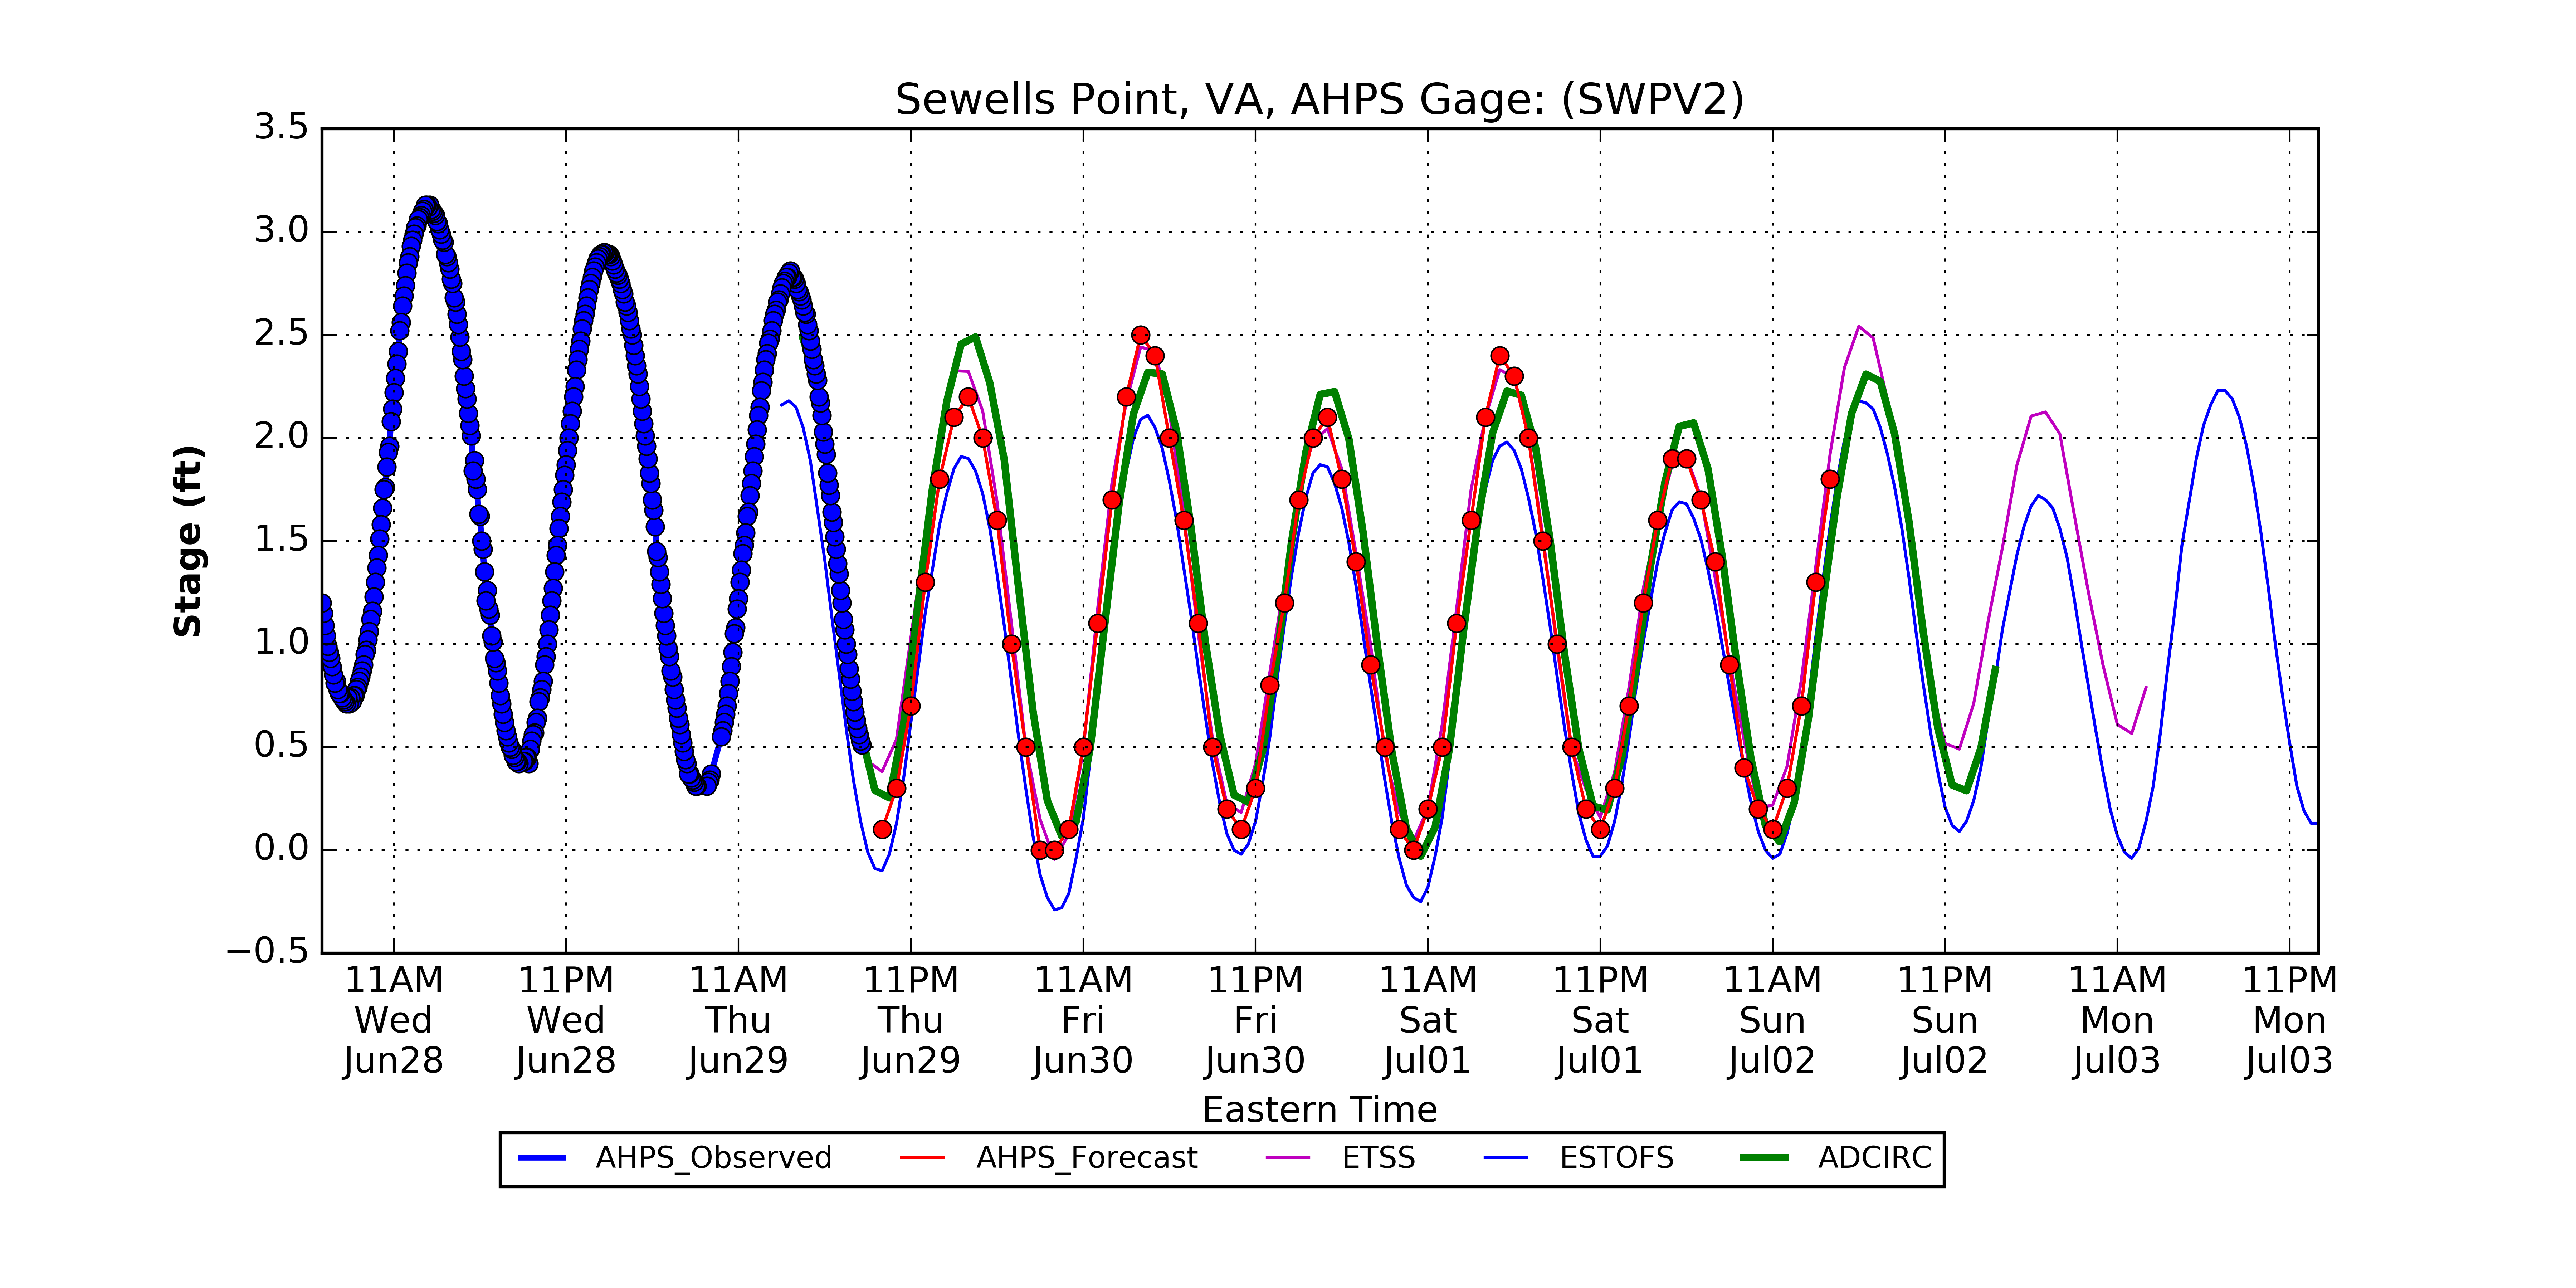 Sewells Point, VA, AHPS Gage: (SWPV2)
3.5
3.0
2.5
2.0
1.5
1.0
0.5
0.0
−0.5
Stage (ft)
11AM 11PM 11AM 11PM 11AM 11PM 11AM 11PM 11AM 11PM 11AM 11PM
Wed Wed Thu Thu Fri Fri Sat Sat Sun Sun Mon Mon
Jun28 Jun28 Jun29 Jun29 Jun30 Jun30 Jul01 Jul01 Jul02 Jul02 Jul03 Jul03
Eastern Time
AHPS_Observed AHPS_Forecast ETSS ESTOFS ADCIRC